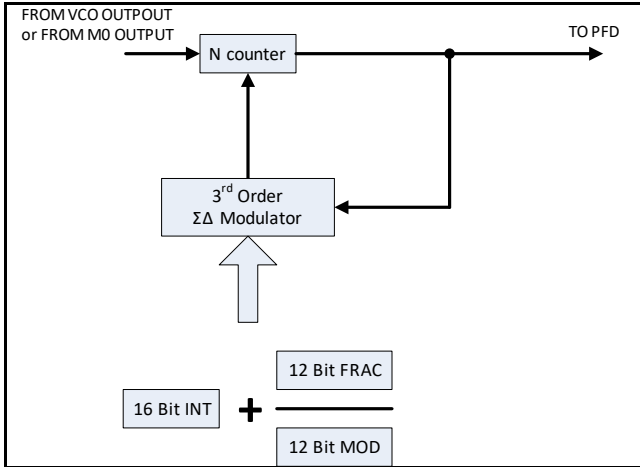 FROM VCO OUTPOUT
or FROM M0 OUTPUT
TO PFD
N counter
3rd Order
ΣΔ Modulator
12 Bit FRAC
16 Bit INT
+
12 Bit MOD